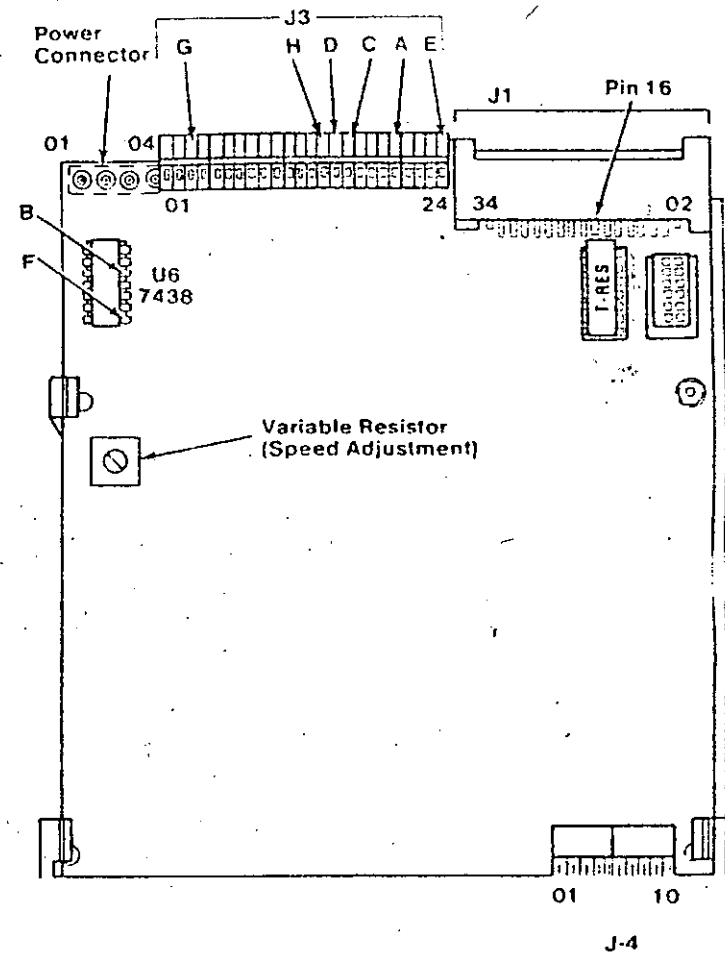 J3
Power
Connector
G H D C A E
J1
Pin 16
01 04
01 24 34 02
B
F
U6
7438
T-RES
Variable Resistor
(Speed Adjustment)
01 10
J-4